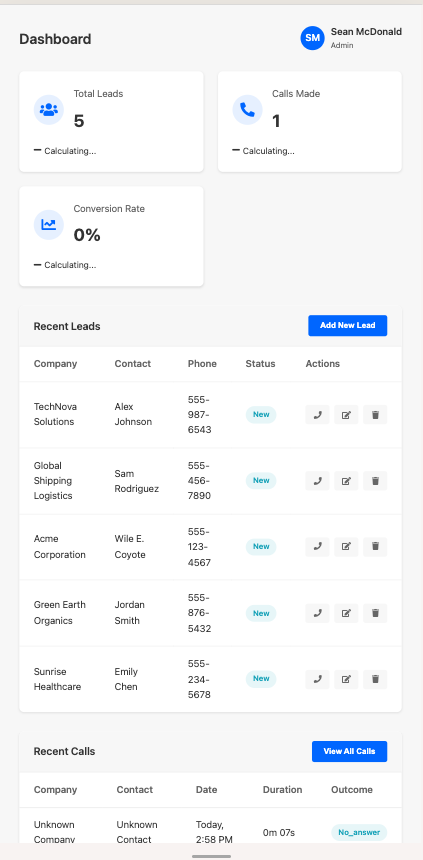 Dashboard
SM
Sean McDonald
Admin
Total Leads
5
Calculating...
Calls Made
1
Calculating...
Conversion Rate
0%
Calculating...
Recent Leads
Add New Lead
Company Contact Phone Status Actions
TechNova
Solutions
Alex
Johnson
555-
987-
6543
New
Global
Shipping
Logistics
Sam
Rodriguez
555-
456-
7890
New
Acme
Corporation
Wile E.
Coyote
555-
123-
4567
New
Green Earth
Organics
Jordan
Smith
555-
876-
5432
New
Sunrise
Healthcare
Emily
Chen
555-
234-
5678
New
Recent Calls
View All Calls
Company Contact Date Duration Outcome
Unknown
Company
Unknown
Contact
Today,
2:58 PM
0m 07s
No_answer